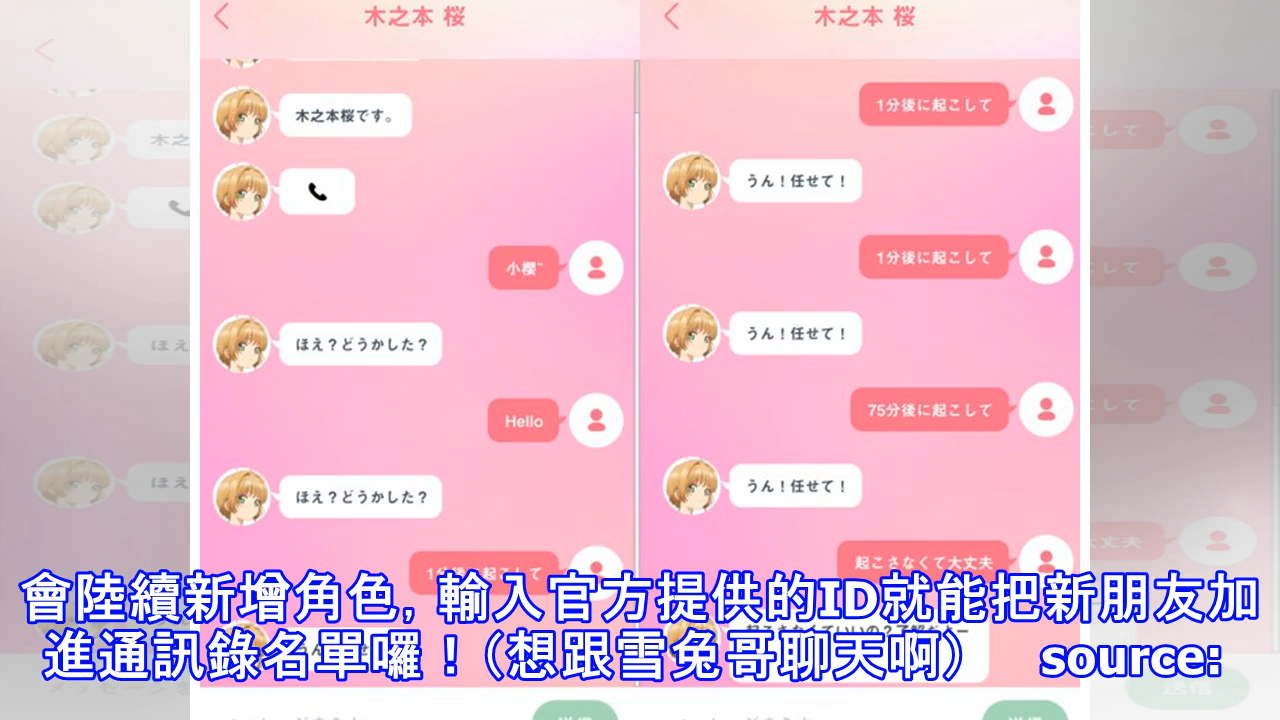 木之本 桜
木之本桜です。
小櫻~
ほえ？どうかした？
Hello
ほえ？どうかした？
木之本 桜
1分後に起こして
うん！任せて！
1分後に起こして
うん！任せて！
75分後に起こして
うん！任せて！
起こさなくて大丈夫
會陸續新增角色, 輸入官方提供的ID就能把新朋友加
進通訊錄名單囉！(想跟雪兔哥聊天啊) source: